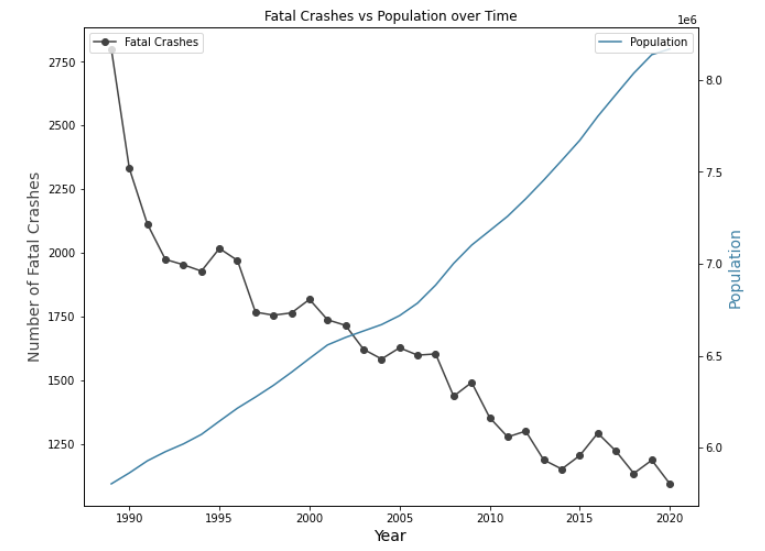 Fatal Crashes vs Population over Time
1e6
Fatal Crashes
Population
2750
2500
2250
2000
1750
1500
1250
Number of Fatal Crashes
8.0
7.5
7.0
6.5
6.0
Population
1990 1995 2000 2005 2010 2015 2020
Year